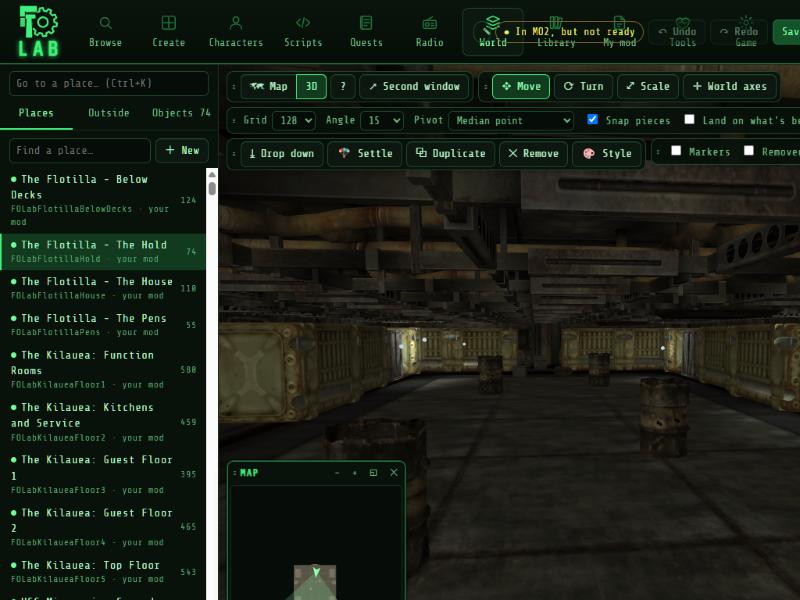 LAB
Browse
Create
Characters
Scripts
Quests
Radio
World
Library
My mod
Tools
Game
In MO2, but not ready
Undo
Redo
Sav
Go to a place… (Ctrl+K)
Places
Outside
Objects 74
Find a place…
+ New
The Flotilla - Below Decks
124
FOLabFlotillaBelowDecks · your mod
The Flotilla - The Hold
74
FOLabFlotillaHold · your mod
The Flotilla - The House
110
FOLabFlotillaHouse · your mod
The Flotilla - The Pens
55
FOLabFlotillaPens · your mod
The Kilauea: Function Rooms
580
FOLabKilaueaFloor1 · your mod
The Kilauea: Kitchens and Service
459
FOLabKilaueaFloor2 · your mod
The Kilauea: Guest Floor 1
395
FOLabKilaueaFloor3 · your mod
The Kilauea: Guest Floor 2
465
FOLabKilaueaFloor4 · your mod
The Kilauea: Top Floor
543
FOLabKilaueaFloor5 · your mod
Map
3D
?
Second window
Move
Turn
Scale
World axes
Grid
128
Angle
15
Pivot
Median point
Snap pieces
Land on what's be
Drop down
Settle
Duplicate
Remove
Style
Markers
Remove
MAP